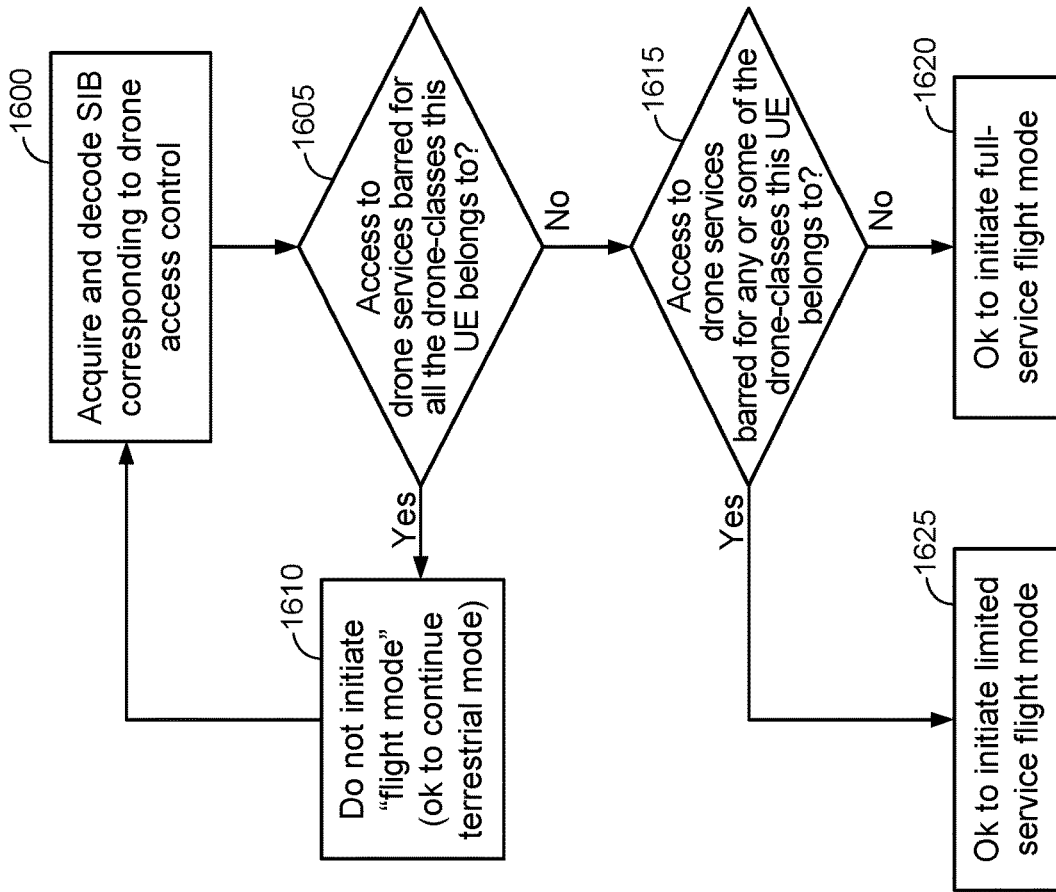 1600
Acquire and decode SIB
corresponding to drone
access control
1605
Access to
drone services barred for
all the drone-classes this
UE belongs to?
Yes
No
1610
Do not initiate
“flight mode”
(ok to continue
terrestrial mode)
1615
Access to
drone services
barred for any or some of the
drone-classes this UE
belongs to?
Yes
No
1620
Ok to initiate full-
service flight mode
1625
Ok to initiate limited
service flight mode